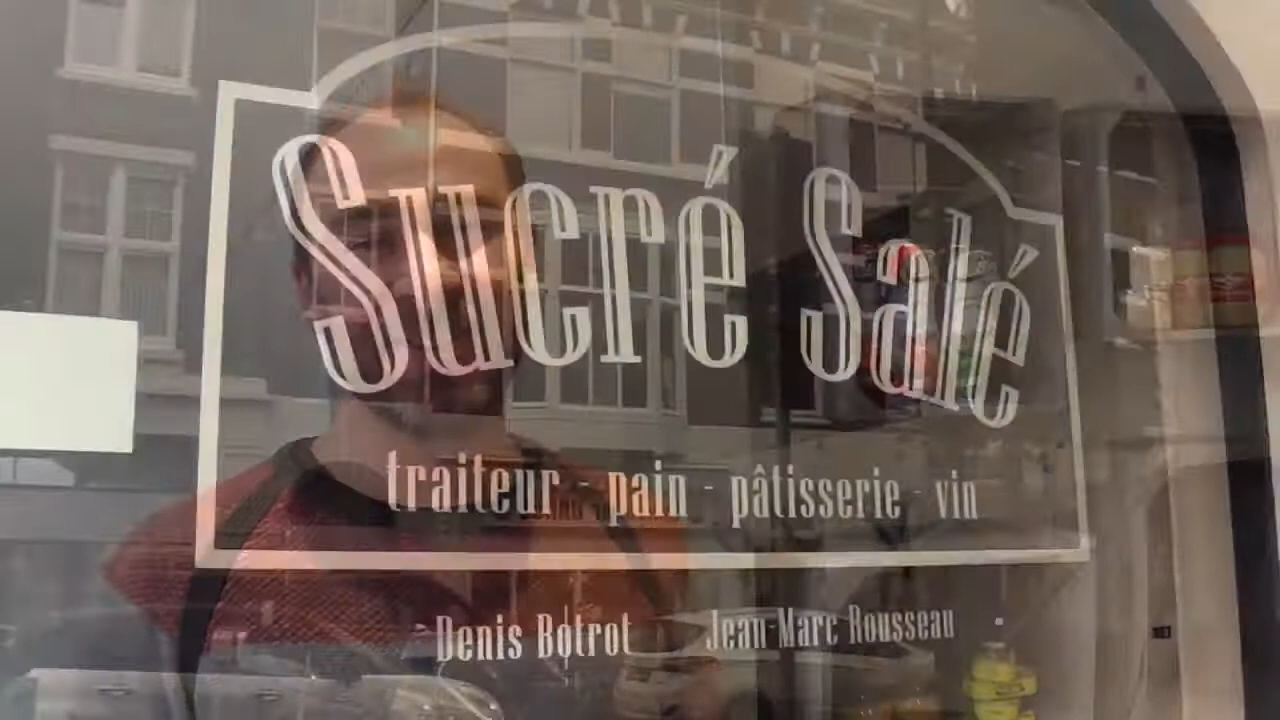 Sucré Salé
traiteur - pain - pâtisserie - vin
Denis Botrot Jean-Marc Rousseau